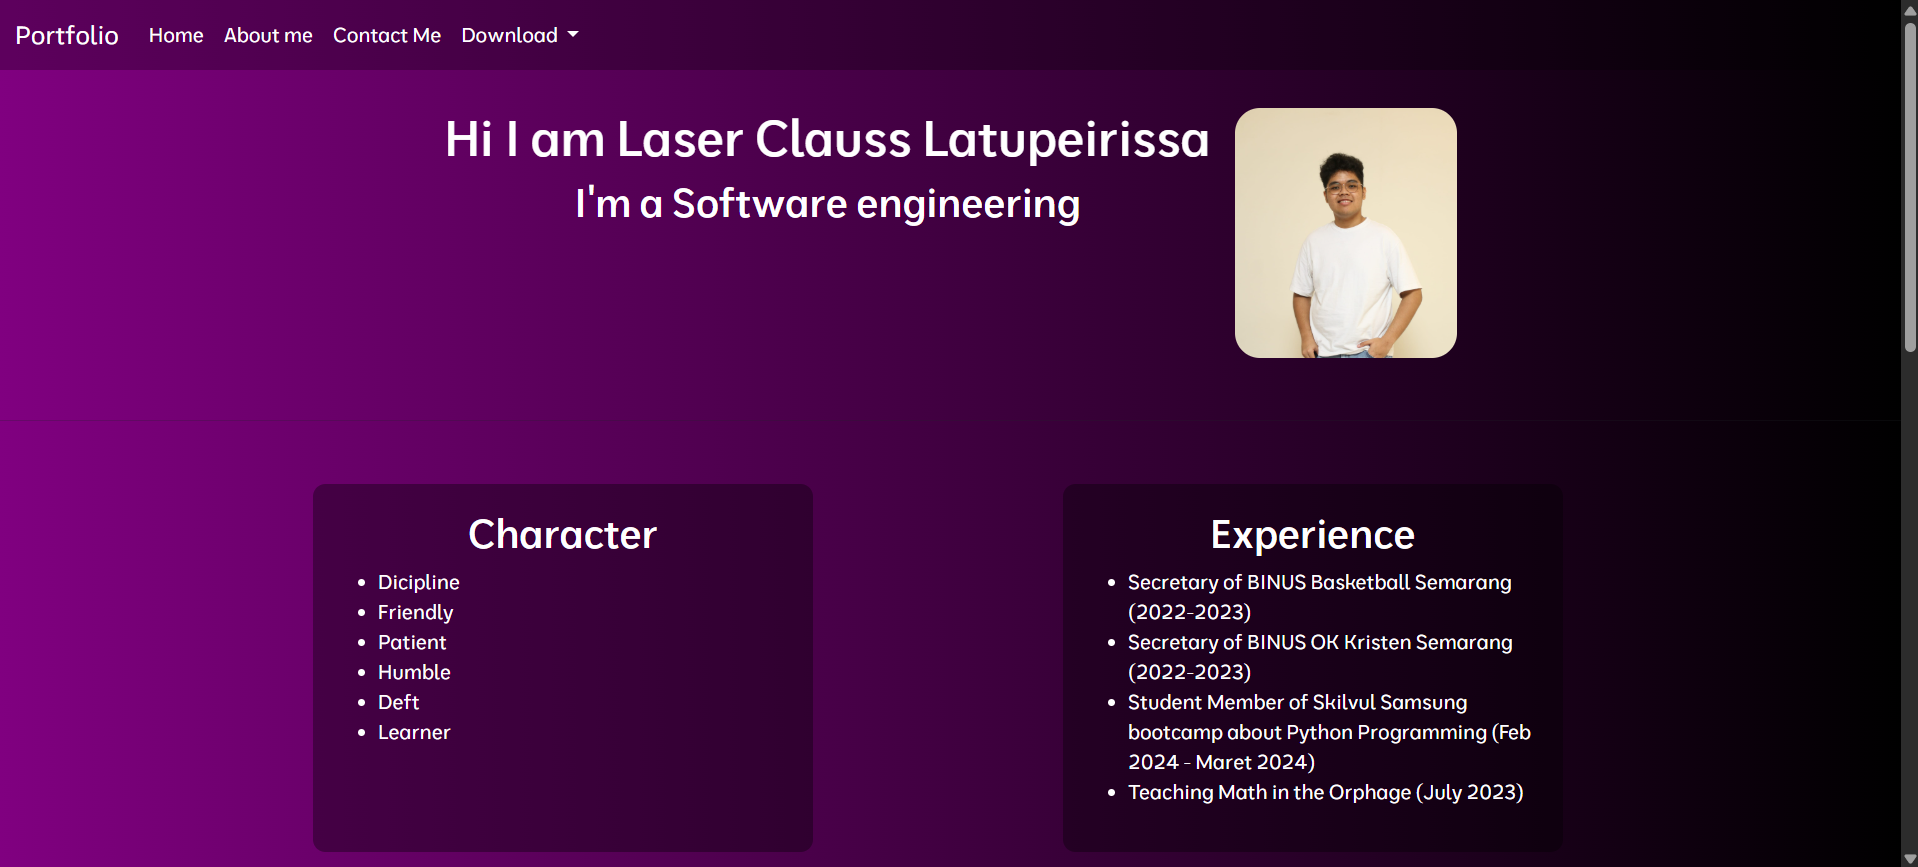 Portfolio Home About me Contact Me Download
Hi I am Laser Clauss Latupeirissa
I'm a Software engineering
Character
Dicipline
Friendly
Patient
Humble
Deft
Learner
Experience
Secretary of BINUS Basketball Semarang
(2022-2023)
Secretary of BINUS OK Kristen Semarang
(2022-2023)
Student Member of Skilvul Samsung
bootcamp about Python Programming (Feb
2024 - Maret 2024)
Teaching Math in the Orphage (July 2023)